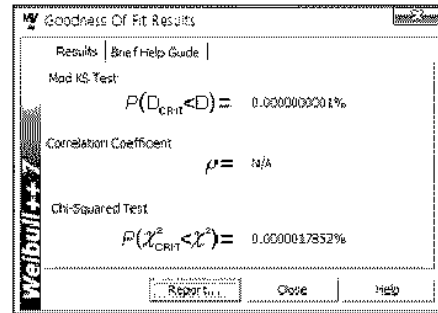 Goodness Of Fit Results
Results Brief Help Guide
Mod KS Test
P(D_CRIT<D)= 0.0000000001%
Correlation Coefficient
ρ= N/A
Chi-Squared Test
P(χ²_CRIT<χ²)= 0.0000017852%
Report... Close Help
Weibull++ 7